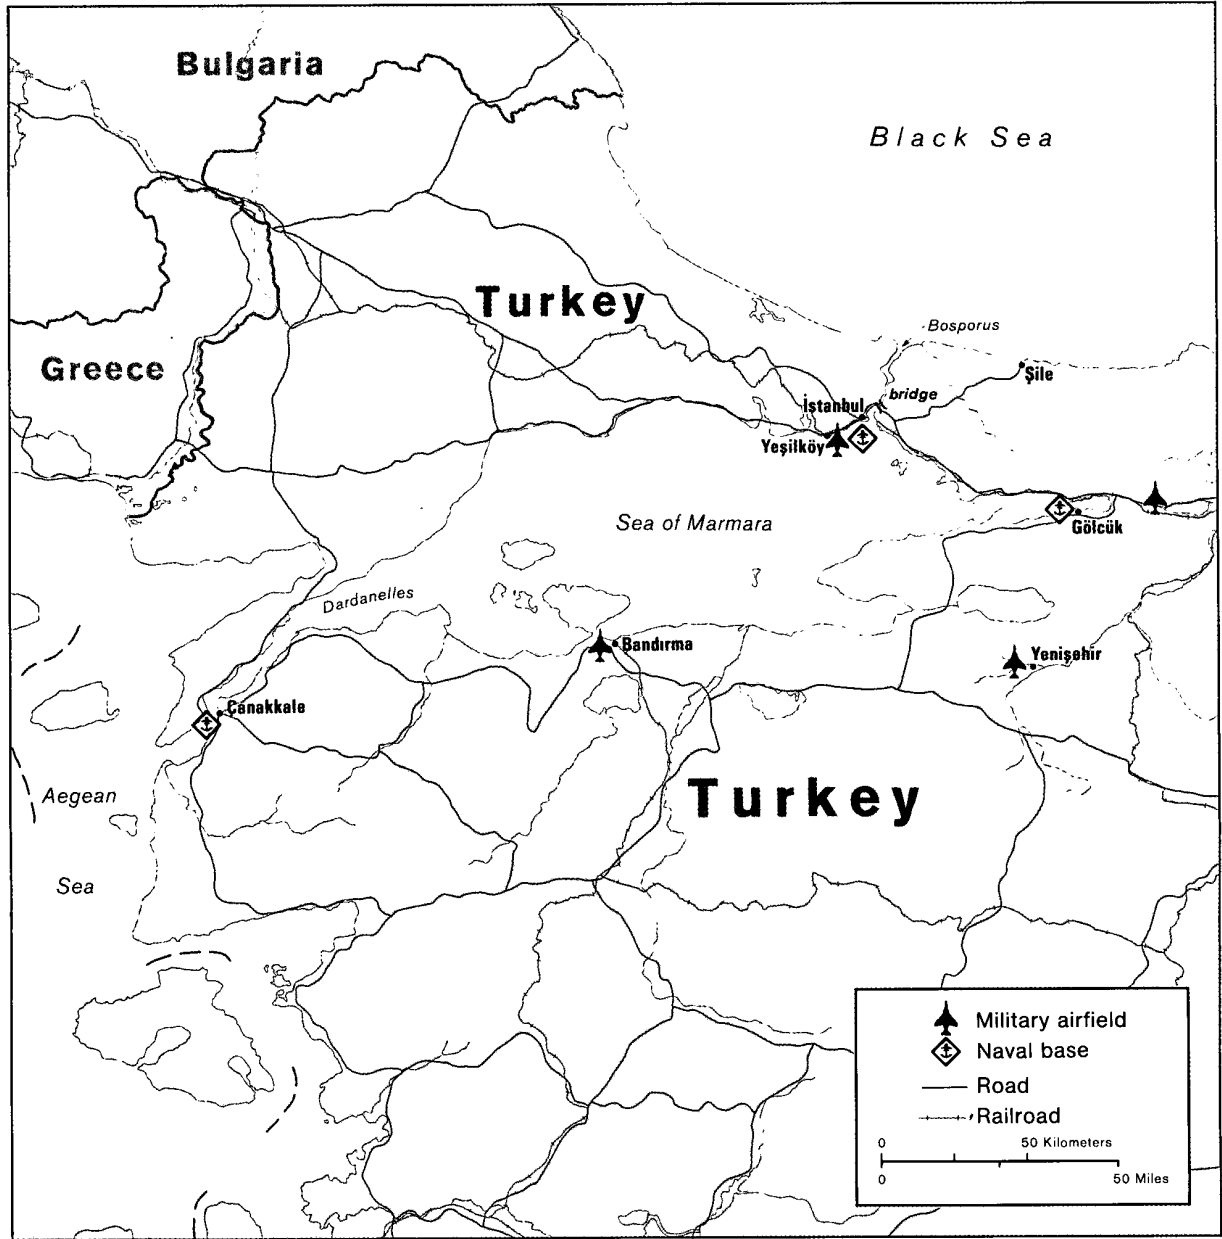 Bulgaria
Black Sea
Turkey
Bosporus
Greece
Şile
bridge
İstanbul
Yeşilköy
Sea of Marmara
Gölcük
Dardanelles
Bandırma
Yenişehir
Çanakkale
Aegean
Turkey
Sea
Military airfield
Naval base
Road
Railroad
0 50 Kilometers
0 50 Miles